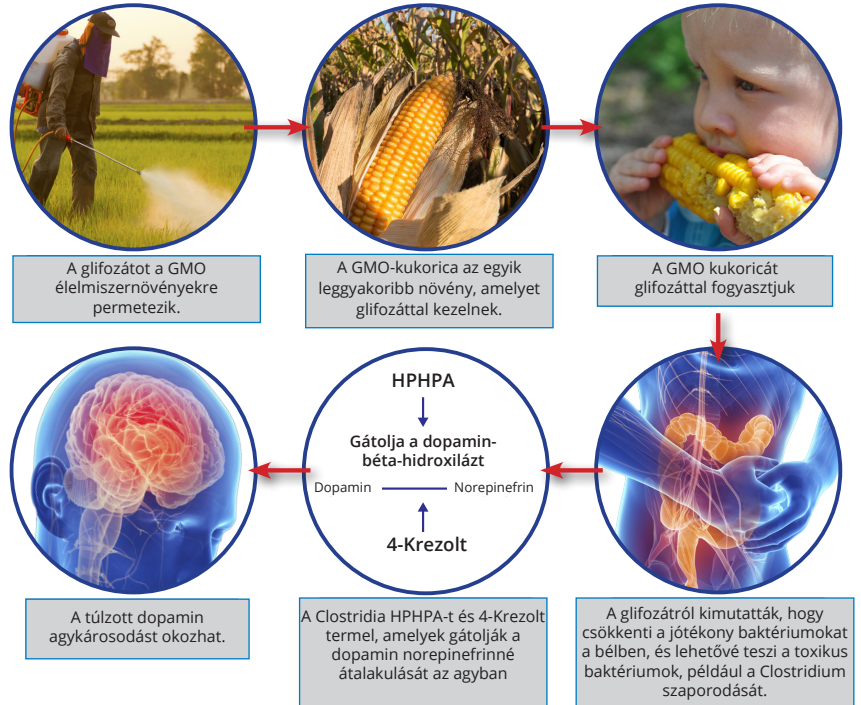 A glifozátot a GMO
élelmiszernövényekre
permetezik.
A GMO-kukorica az egyik
leggyakoribb növény, amelyet
glifozáttal kezelnek.
A GMO kukoricát
glifozáttal fogyasztjuk
A glifozátról kimutatták, hogy
csökkenti a jótékony baktériumokat
a bélben, és lehetővé teszi a toxikus
baktériumok, például a Clostridium
szaporodását.
HPHPA
Gátolja a dopamin-
béta-hidroxilázt
Dopamin Norepinefrin
4-Krezolt
A Clostridia HPHPA-t és 4-Krezolt
termel, amelyek gátolják a
dopamin norepinefrinné
átalakulását az agyban
A túlzott dopamin
agykárosodást okozhat.